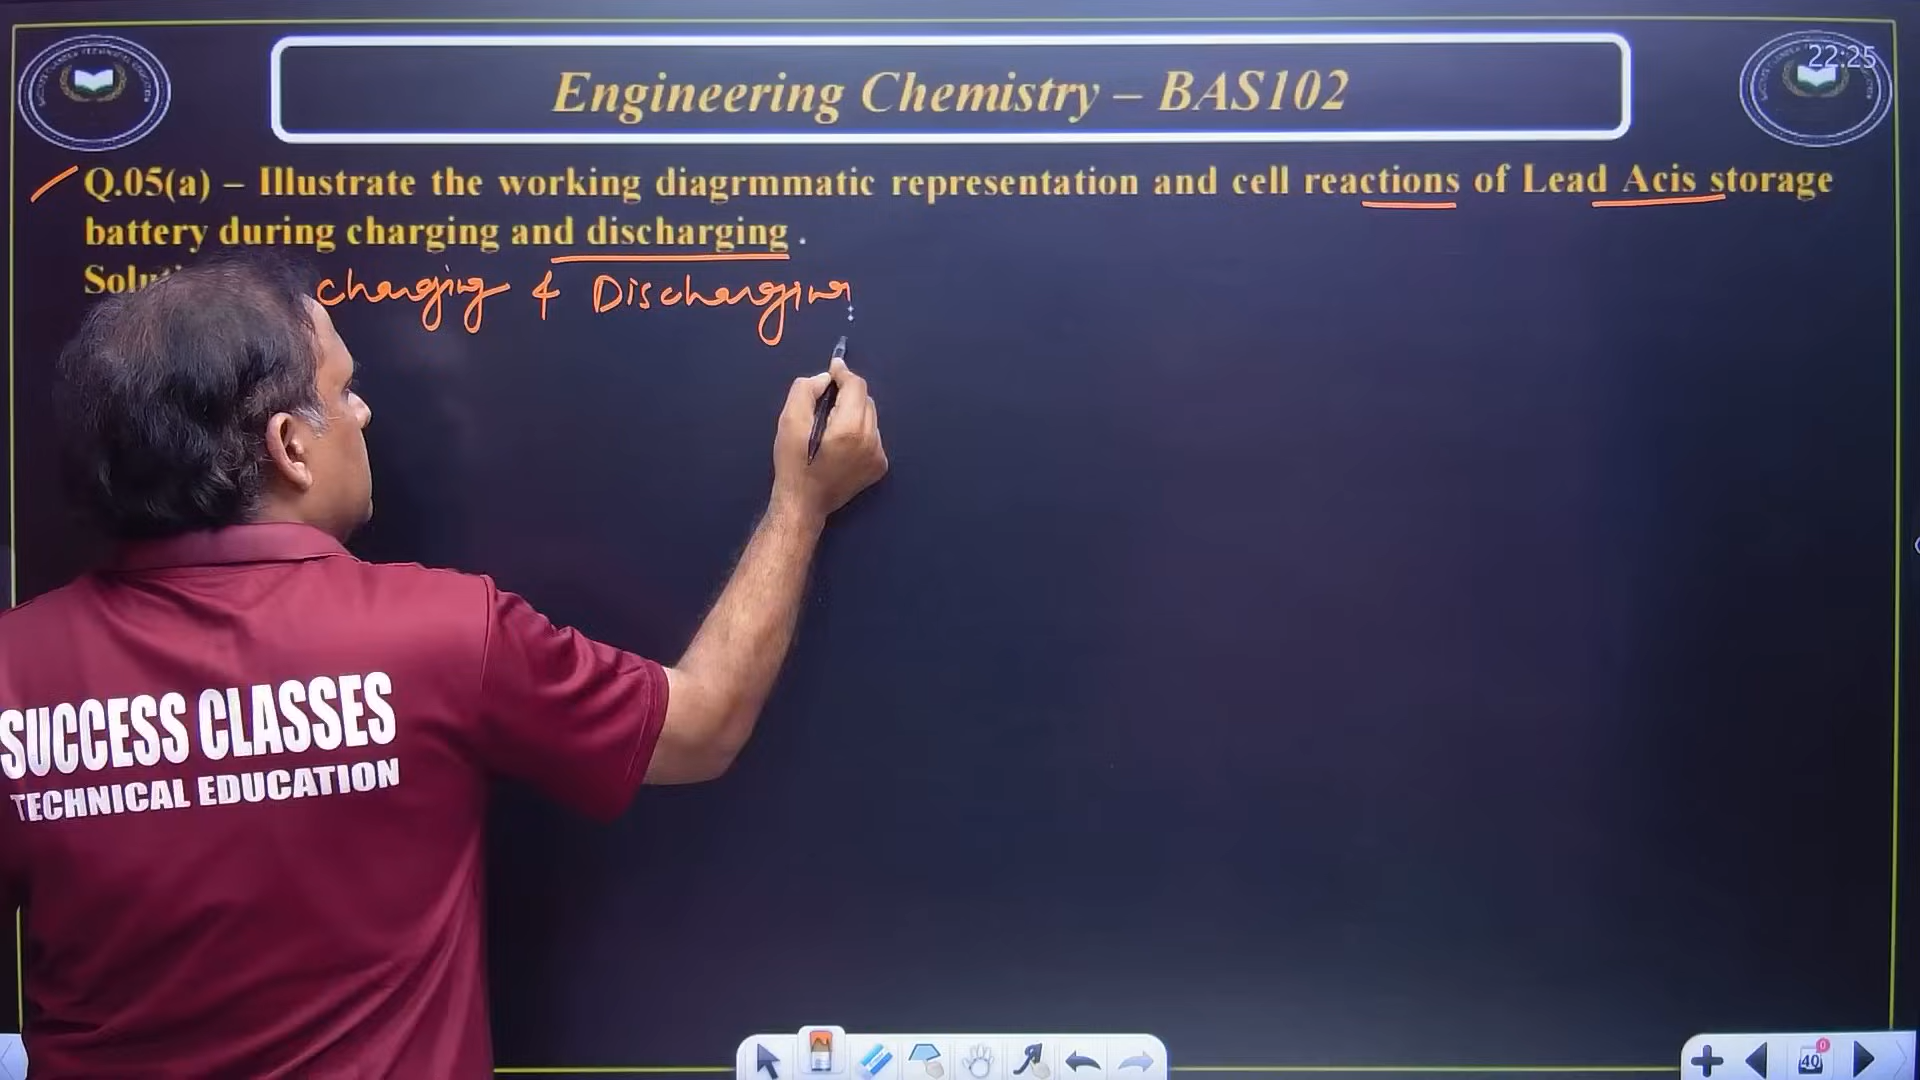 22:25
Engineering Chemistry – BAS102
Q.05(a) – Illustrate the working diagrmmatic representation and cell reactions of Lead Acis storage
battery during charging and discharging .
charging & Discharging
SUCCESS CLASSES
TECHNICAL EDUCATION
40
0